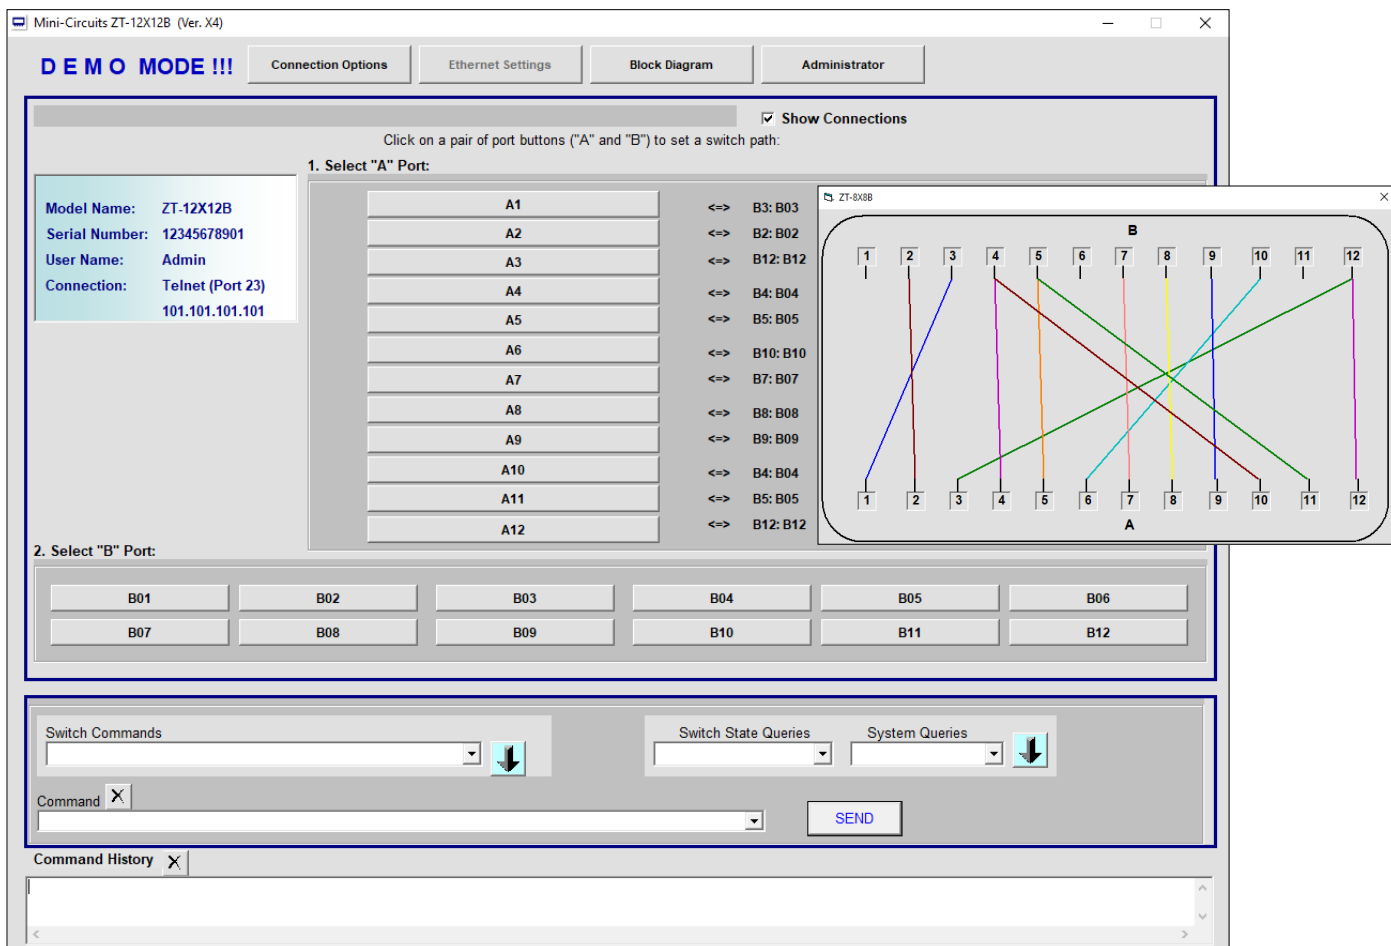 Mini-Circuits ZT-12X12B  (Ver. X4)
D E M O  MODE !!!
Connection Options
Ethernet Settings
Block Diagram
Administrator
Show Connections
Click on a pair of port buttons ("A" and "B") to set a switch path:
1. Select "A" Port:
Model Name: ZT-12X12B
Serial Number: 12345678901
User Name: Admin
Connection: Telnet (Port 23)
101.101.101.101
A1 <=> B3: B03
A2 <=> B2: B02
A3 <=> B12: B12
A4 <=> B4: B04
A5 <=> B5: B05
A6 <=> B10: B10
A7 <=> B7: B07
A8 <=> B8: B08
A9 <=> B9: B09
A10 <=> B4: B04
A11 <=> B5: B05
A12 <=> B12: B12
ZT-8X8B
B
1 2 3 4 5 6 7 8 9 10 11 12
1 2 3 4 5 6 7 8 9 10 11 12
A
2. Select "B" Port:
B01 B02 B03 B04 B05 B06
B07 B08 B09 B10 B11 B12
Switch Commands
Switch State Queries
System Queries
Command X
SEND
Command History X